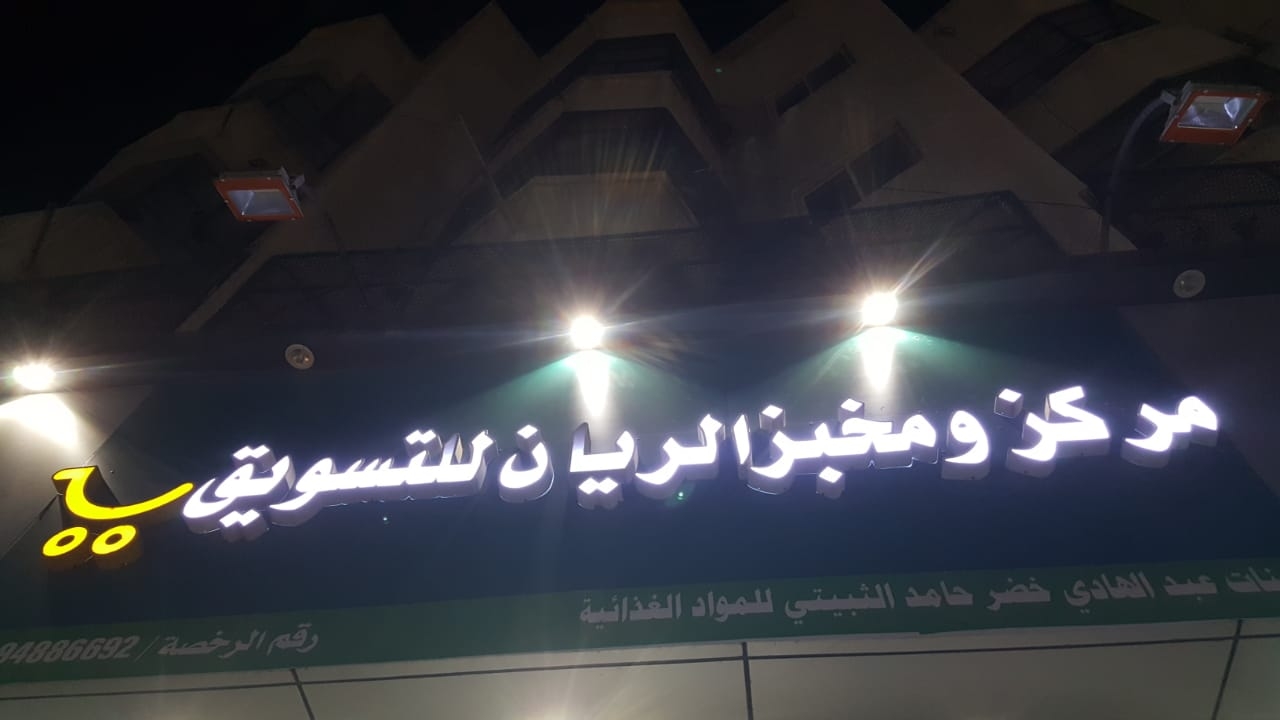 مركز ومخبز الريان للتسويق
عبد الهادي خضر حامد الثبيتي للمواد الغذائية
رقم الرخصة / 94886692